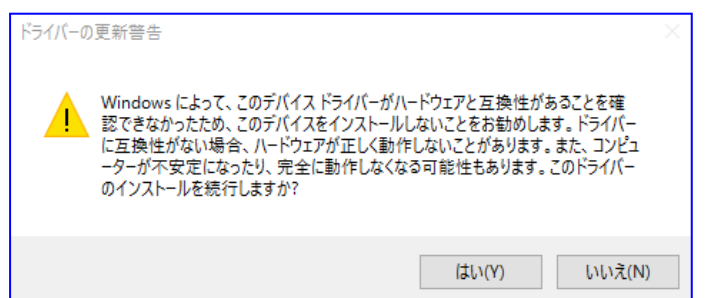 ドライバーの更新警告
Windows によって、このデバイス ドライバーがハードウェアと互換性があることを確
認できなかったため、このデバイスをインストールしないことをお勧めします。ドライバー
に互換性がない場合、ハードウェアが正しく動作しないことがあります。また、コンピュ
ーターが不安定になったり、完全に動作しなくなる可能性もあります。このドライバー
のインストールを続行しますか?
はい(Y)
いいえ(N)